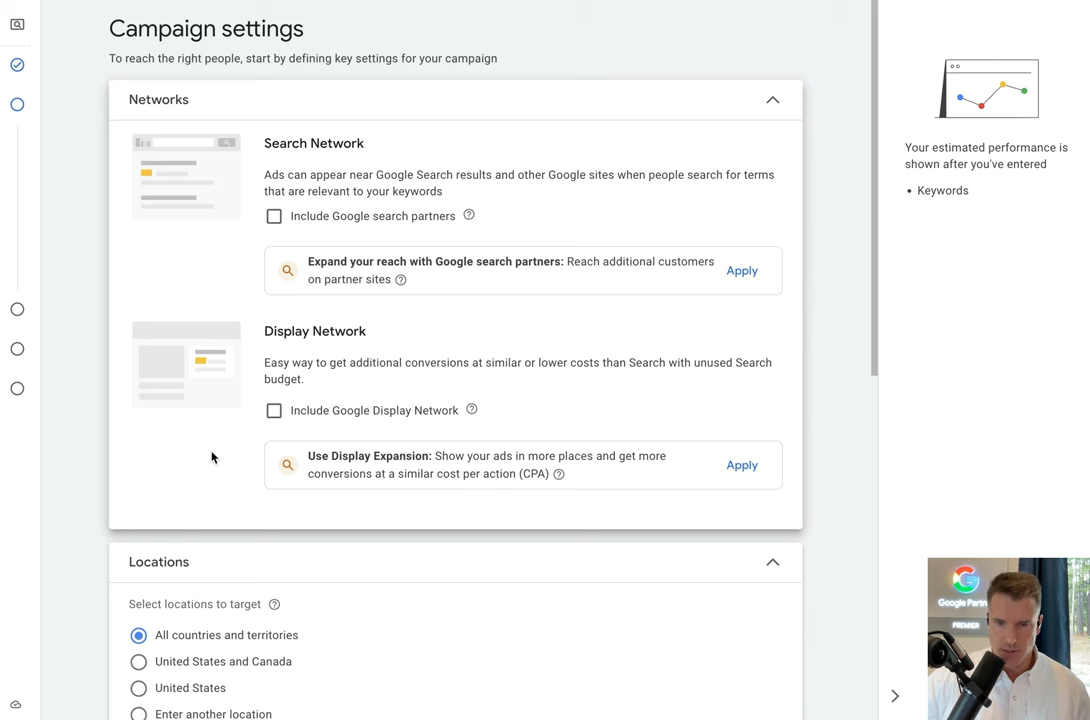 Campaign settings
To reach the right people, start by defining key settings for your campaign
Networks
Search Network
Ads can appear near Google Search results and other Google sites when people search for terms
that are relevant to your keywords
Include Google search partners
Expand your reach with Google search partners: Reach additional customers
on partner sites
Apply
Display Network
Easy way to get additional conversions at similar or lower costs than Search with unused Search
budget.
Include Google Display Network
Use Display Expansion: Show your ads in more places and get more
conversions at a similar cost per action (CPA)
Apply
Locations
Select locations to target
All countries and territories
United States and Canada
United States
Enter another location
Your estimated performance is
shown after you've entered
• Keywords
Google Partn
PREMIER